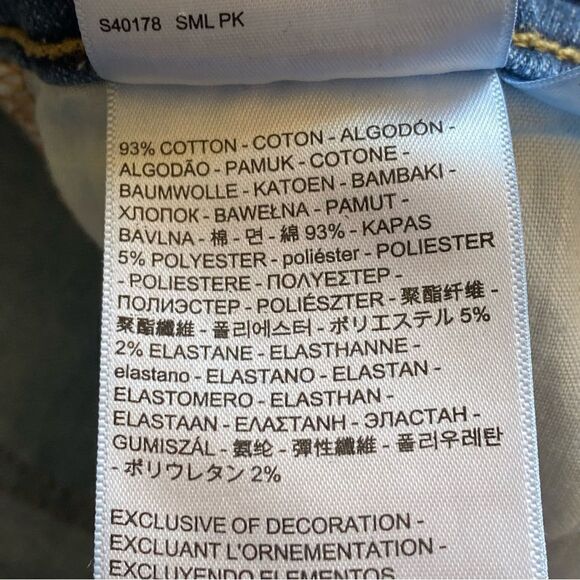 S40178 SML PK
93% COTTON - COTON - ALGODÓN -
ALGODÃO - PAMUK - COTONE -
BAUMWOLLE - KATOEN - BAMBAKI -
ХЛОПОК - BAWEŁNA - PAMUT -
BAVLNA - 棉 - 면 - 綿 93% - KAPAS
5% POLYESTER - poliéster - POLIESTER
- POLIESTERE - ΠΟΛΥΕΣΤΕΡ -
ПОЛИЭСТЕР - POLIÉSZTER - 聚酯纤维 -
聚酯纖維 - 폴리에스터 - ポリエステル 5%
2% ELASTANE - ELASTHANNE -
elastano - ELASTANO - ELASTAN -
ELASTOMERO - ELASTHAN -
ELASTAAN - ΕΛΑΣΤΑΝΗ - ЭЛАСТАН -
GUMISZÁL - 氨纶 - 彈性纖維 - 폴리우레탄
- ポリウレタン 2%
EXCLUSIVE OF DECORATION -
EXCLUANT L'ORNEMENTATION -
EXCLUYENDO ELEMENTOS